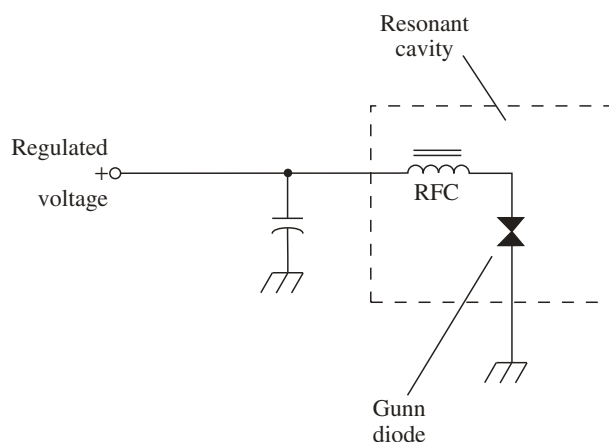 Resonant
cavity
Regulated
+
voltage
RFC
Gunn
diode